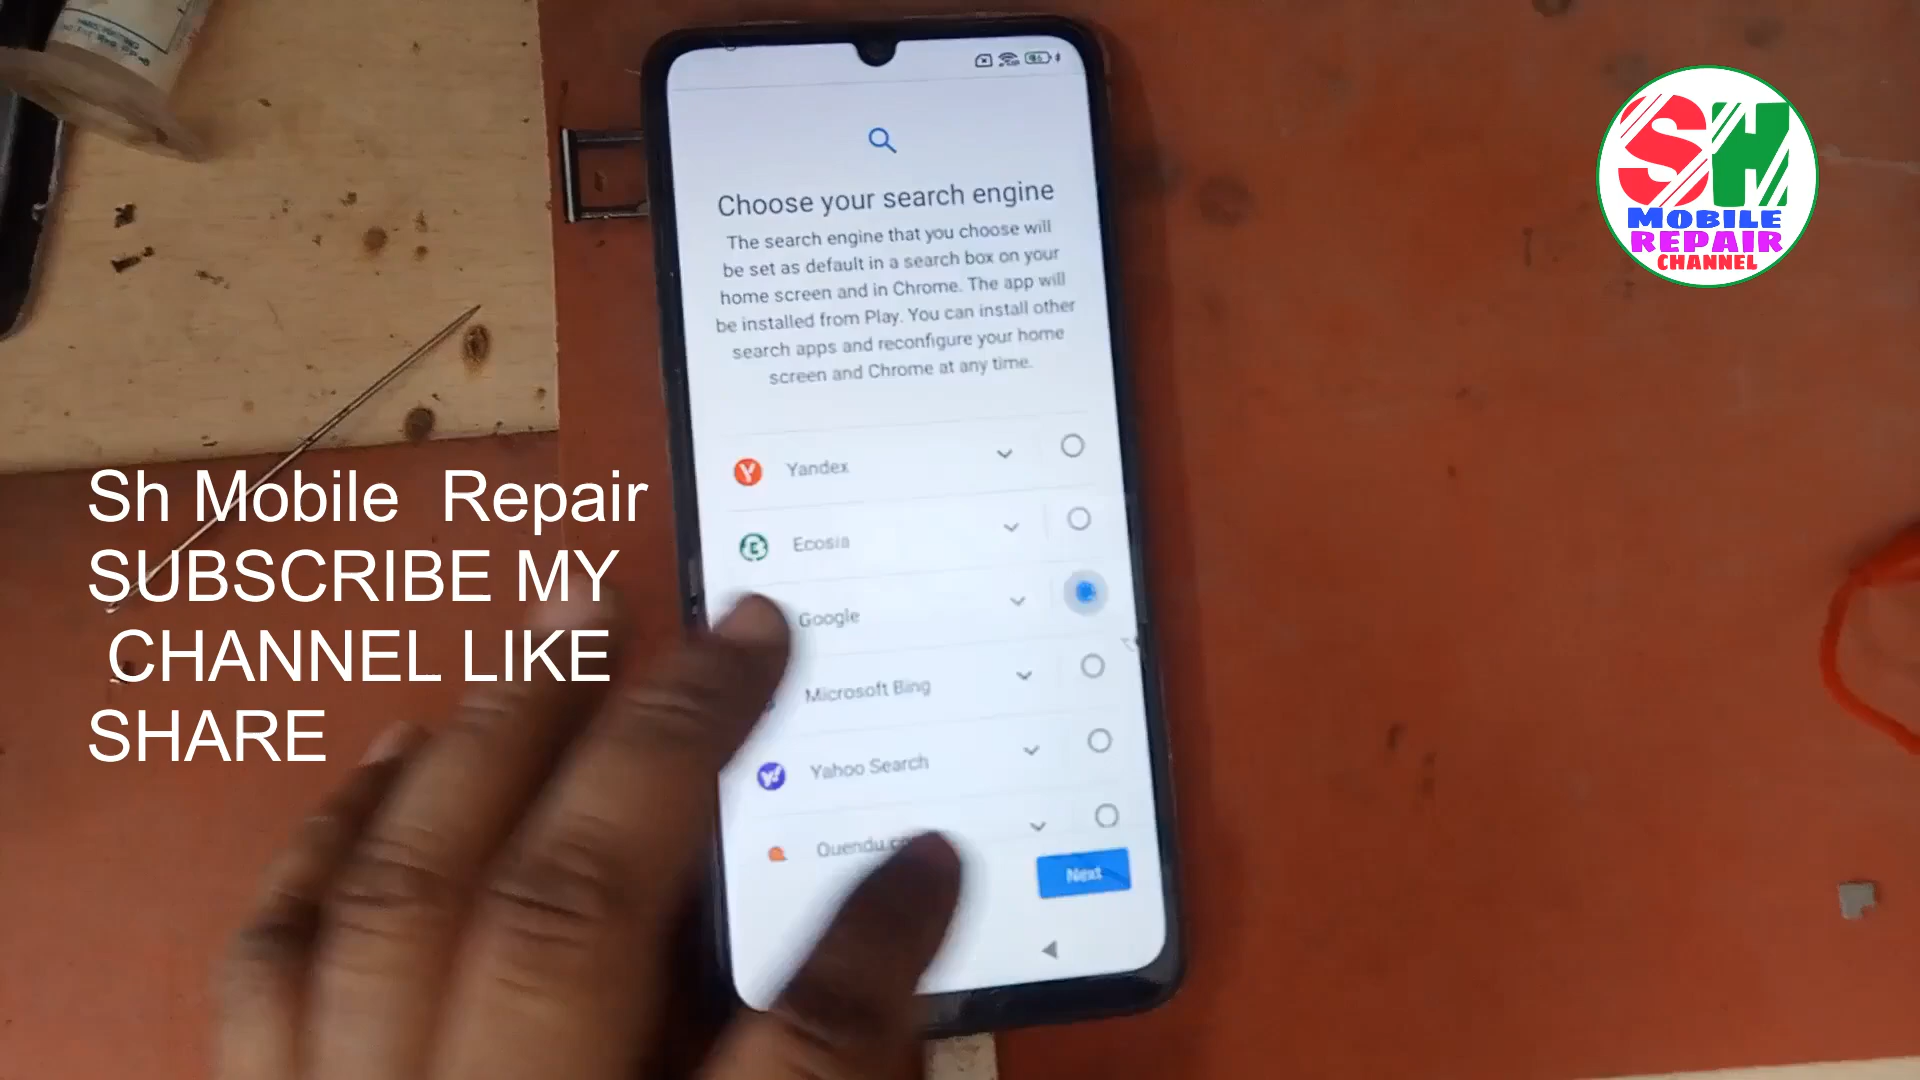 Choose your search engine
The search engine that you choose will
be set as default in a search box on your
home screen and in Chrome. The app will
be installed from Play. You can install other
search apps and reconfigure your home
screen and Chrome at any time.
Yandex
Ecosia
Google
Microsoft Bing
Yahoo Search
Next
Sh Mobile  Repair
SUBSCRIBE MY
CHANNEL LIKE
SHARE
SH
MOBILE
REPAIR
CHANNEL